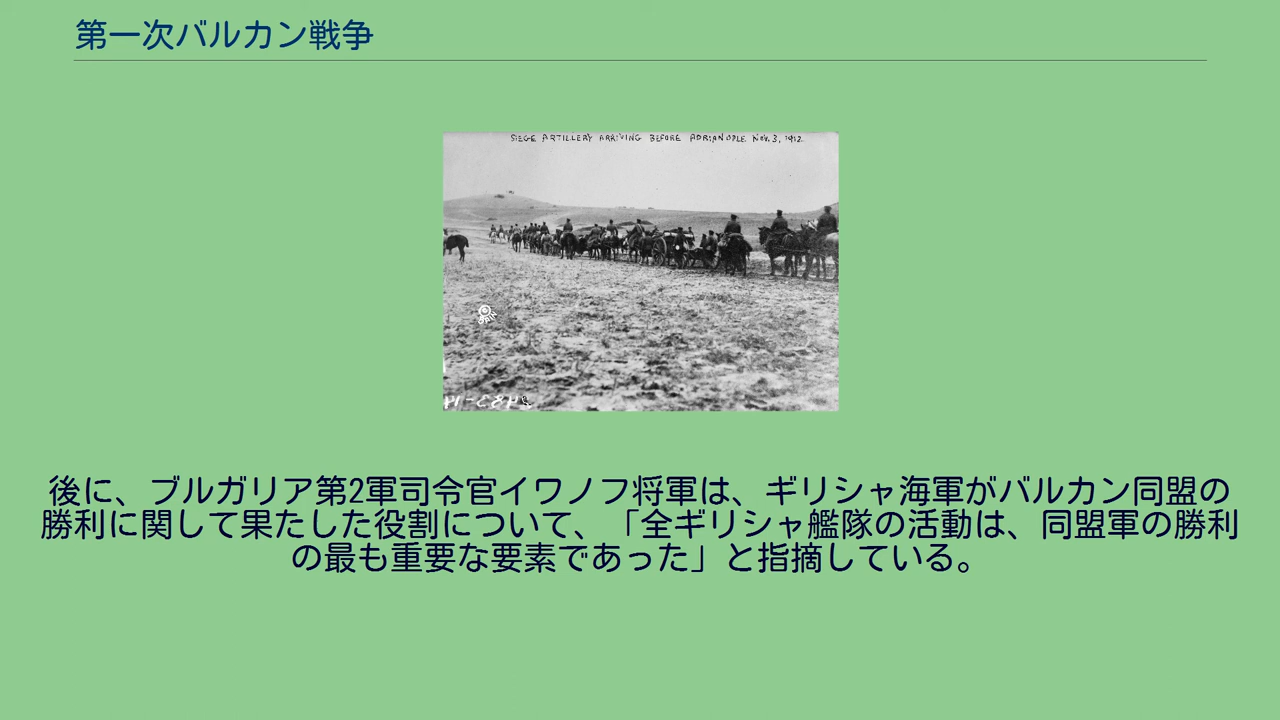 第一次バルカン戦争
SIEGE ARTILLERY ARRIVING BEFORE ADRIANOPLE. NOV. 3, 1912.
後に、ブルガリア第2軍司令官イワノフ将軍は、ギリシャ海軍がバルカン同盟の
勝利に関して果たした役割について、「全ギリシャ艦隊の活動は、同盟軍の勝利
の最も重要な要素であった」と指摘している。